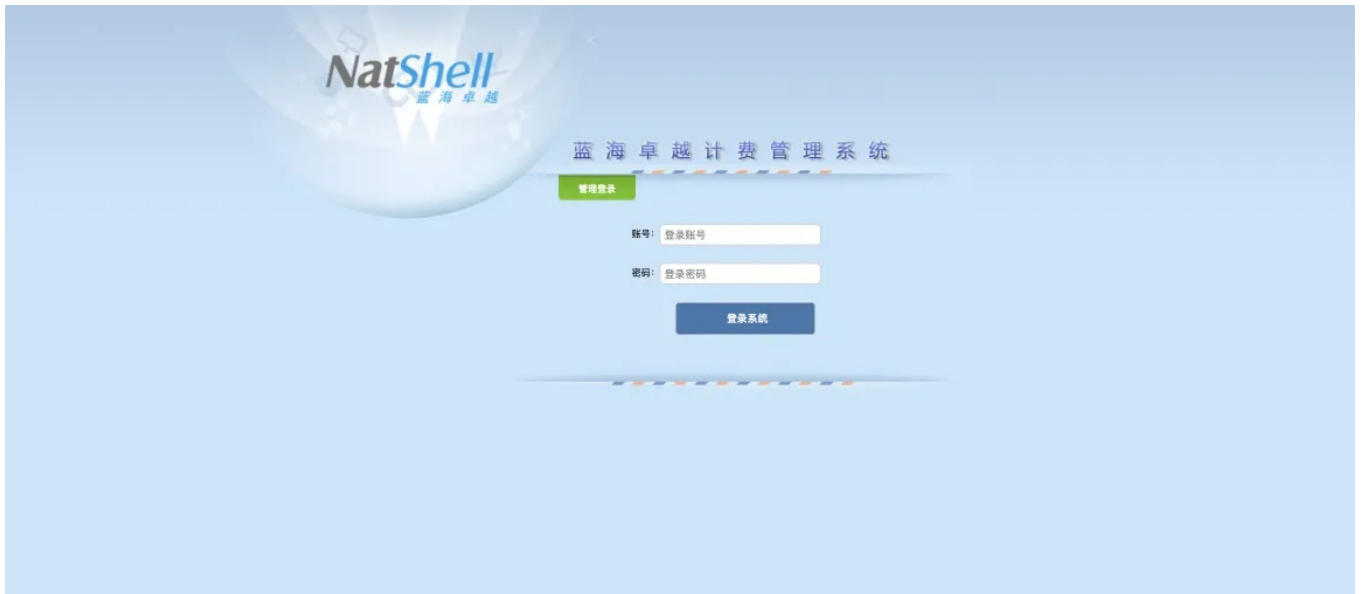 NatShell
蓝海卓越
蓝海卓越计费管理系统
管理登录
账号: 登录账号
密码: 登录密码
登录系统